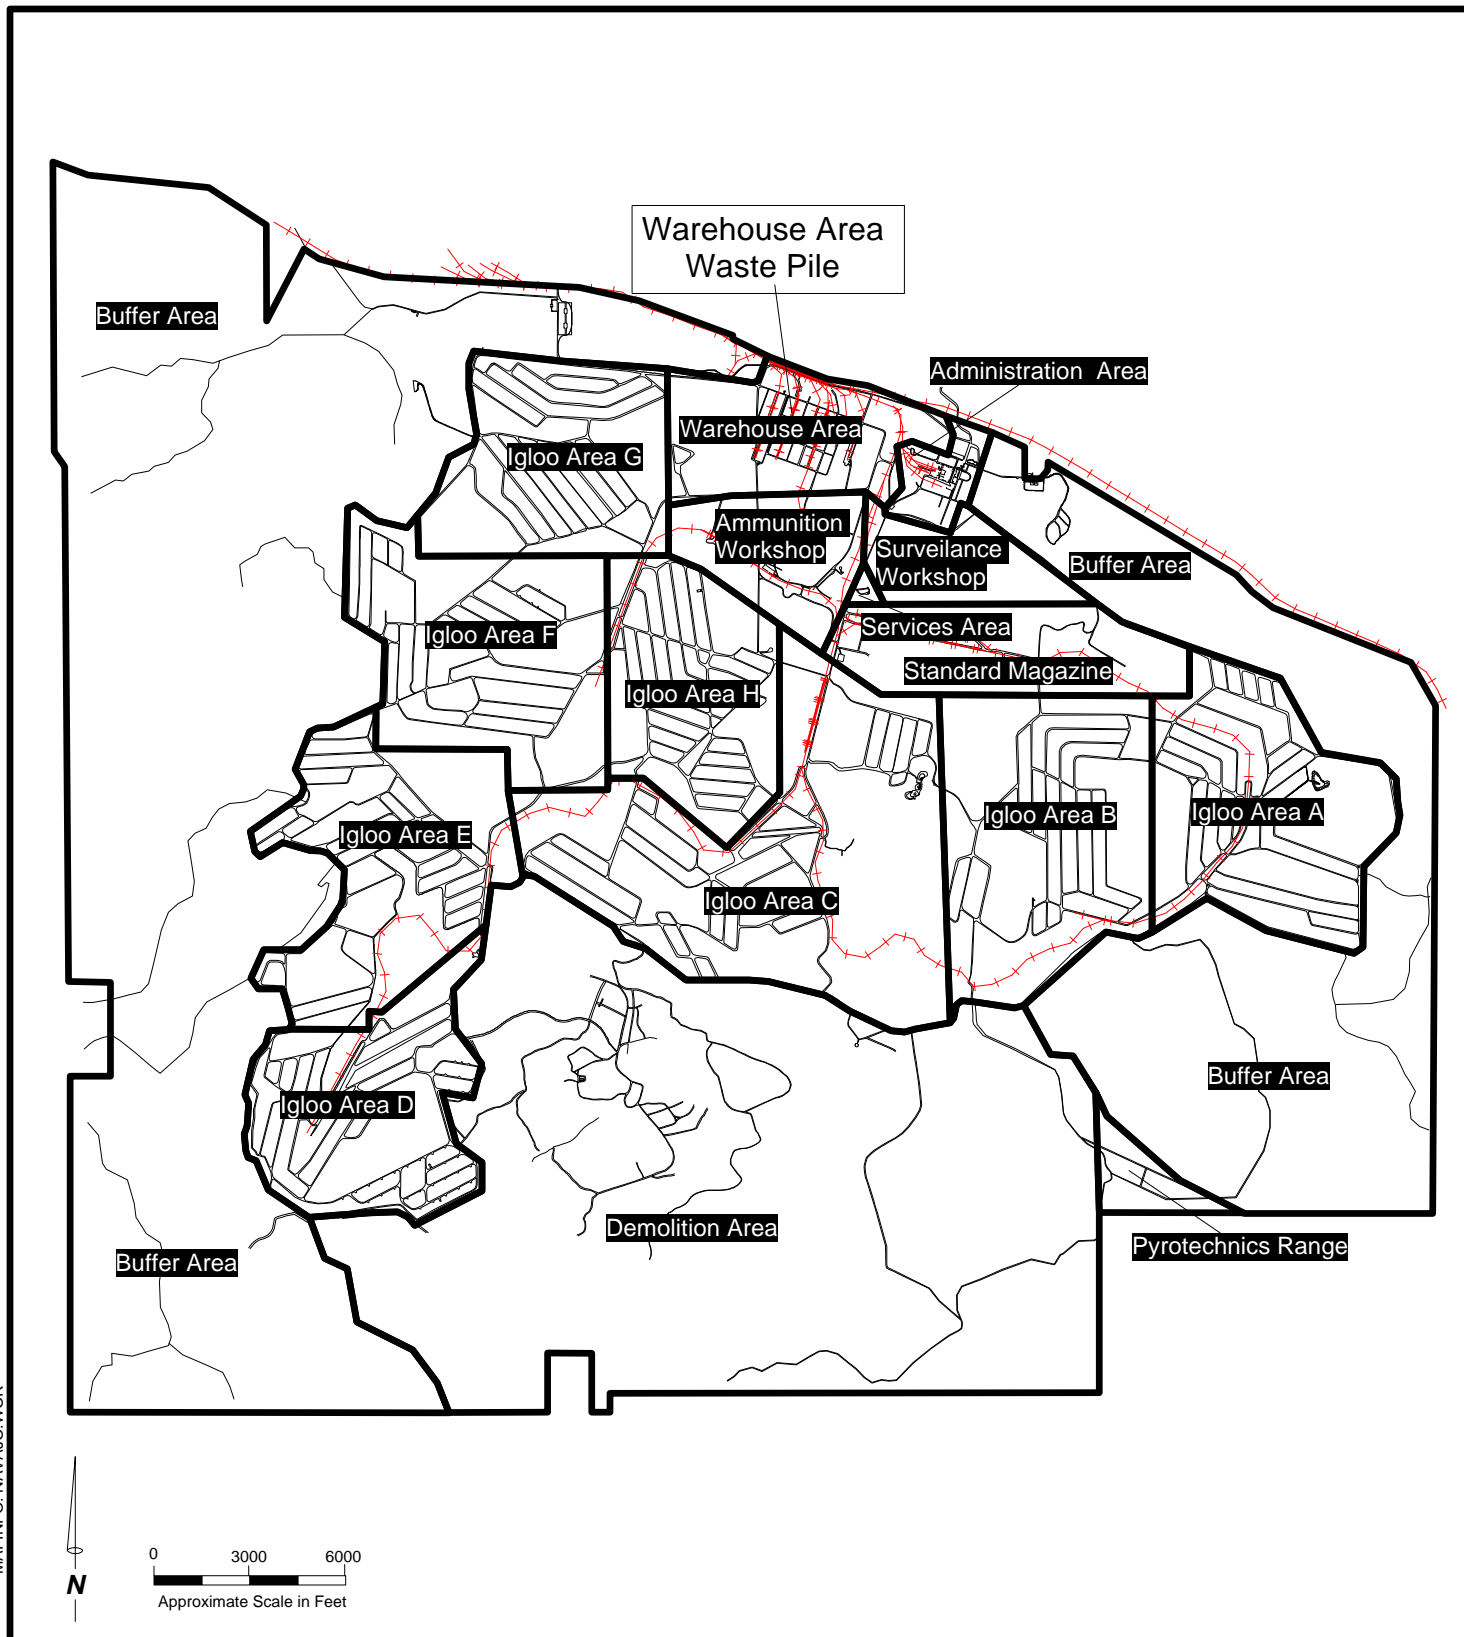 Warehouse Area
Waste Pile
Buffer Area
Administration Area
Warehouse Area
Igloo Area G
Ammunition
Workshop
Surveilance
Workshop
Buffer Area
Igloo Area F
Services Area
Standard Magazine
Igloo Area H
Igloo Area E
Igloo Area B
Igloo Area A
Igloo Area C
Buffer Area
Igloo Area D
Demolition Area
Pyrotechnics Range
Buffer Area
N
0 3000 6000
Approximate Scale in Feet